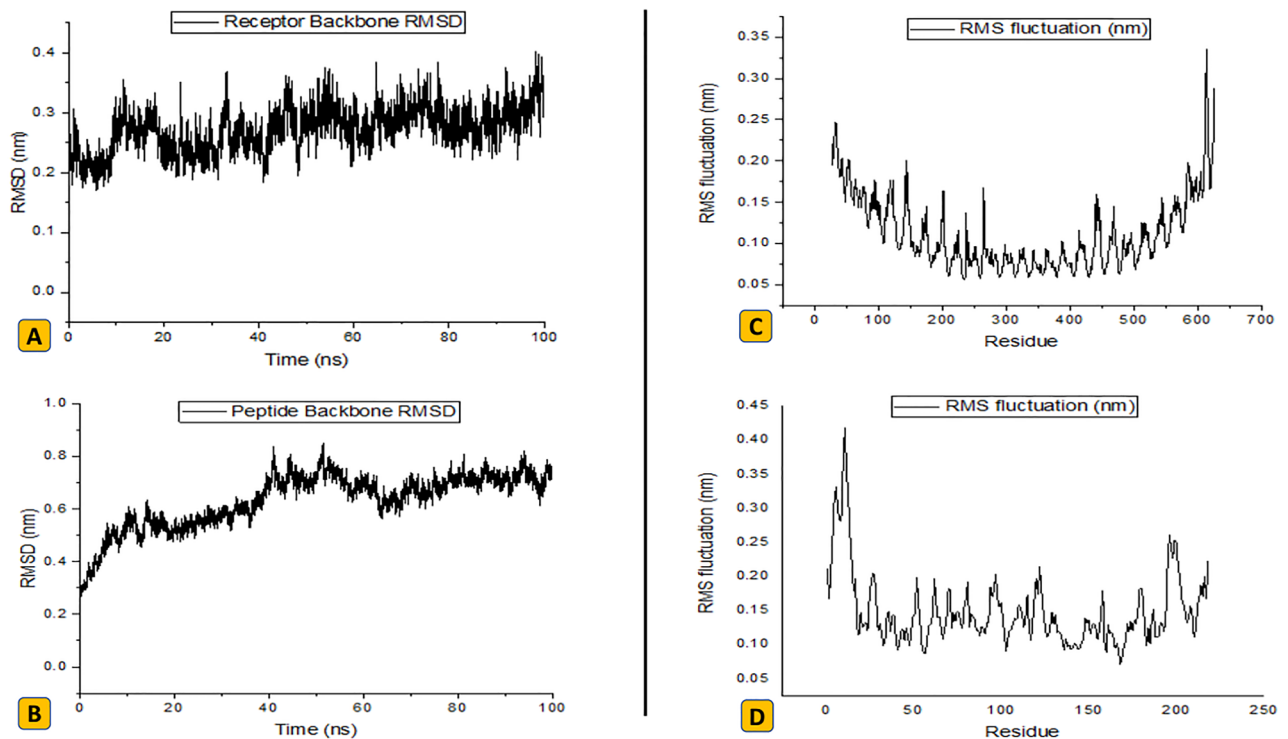 Receptor Backbone RMSD
0.4
0.3
0.2
0.1
0.0
RMSD (nm)
0 20 40 60 80 100
Time (ns)
A
Peptide Backbone RMSD
1.0
0.8
0.6
0.4
0.2
0.0
RMSD (nm)
0 20 40 60 80 100
Time (ns)
B
RMS fluctuation (nm)
0.35
0.30
0.25
0.20
0.15
0.10
0.05
RMS fluctuation (nm)
0 100 200 300 400 500 600 700
Residue
C
RMS fluctuation (nm)
0.45
0.40
0.35
0.30
0.25
0.20
0.15
0.10
0.05
RMS fluctuation (nm)
0 50 100 150 200 250
Residue
D